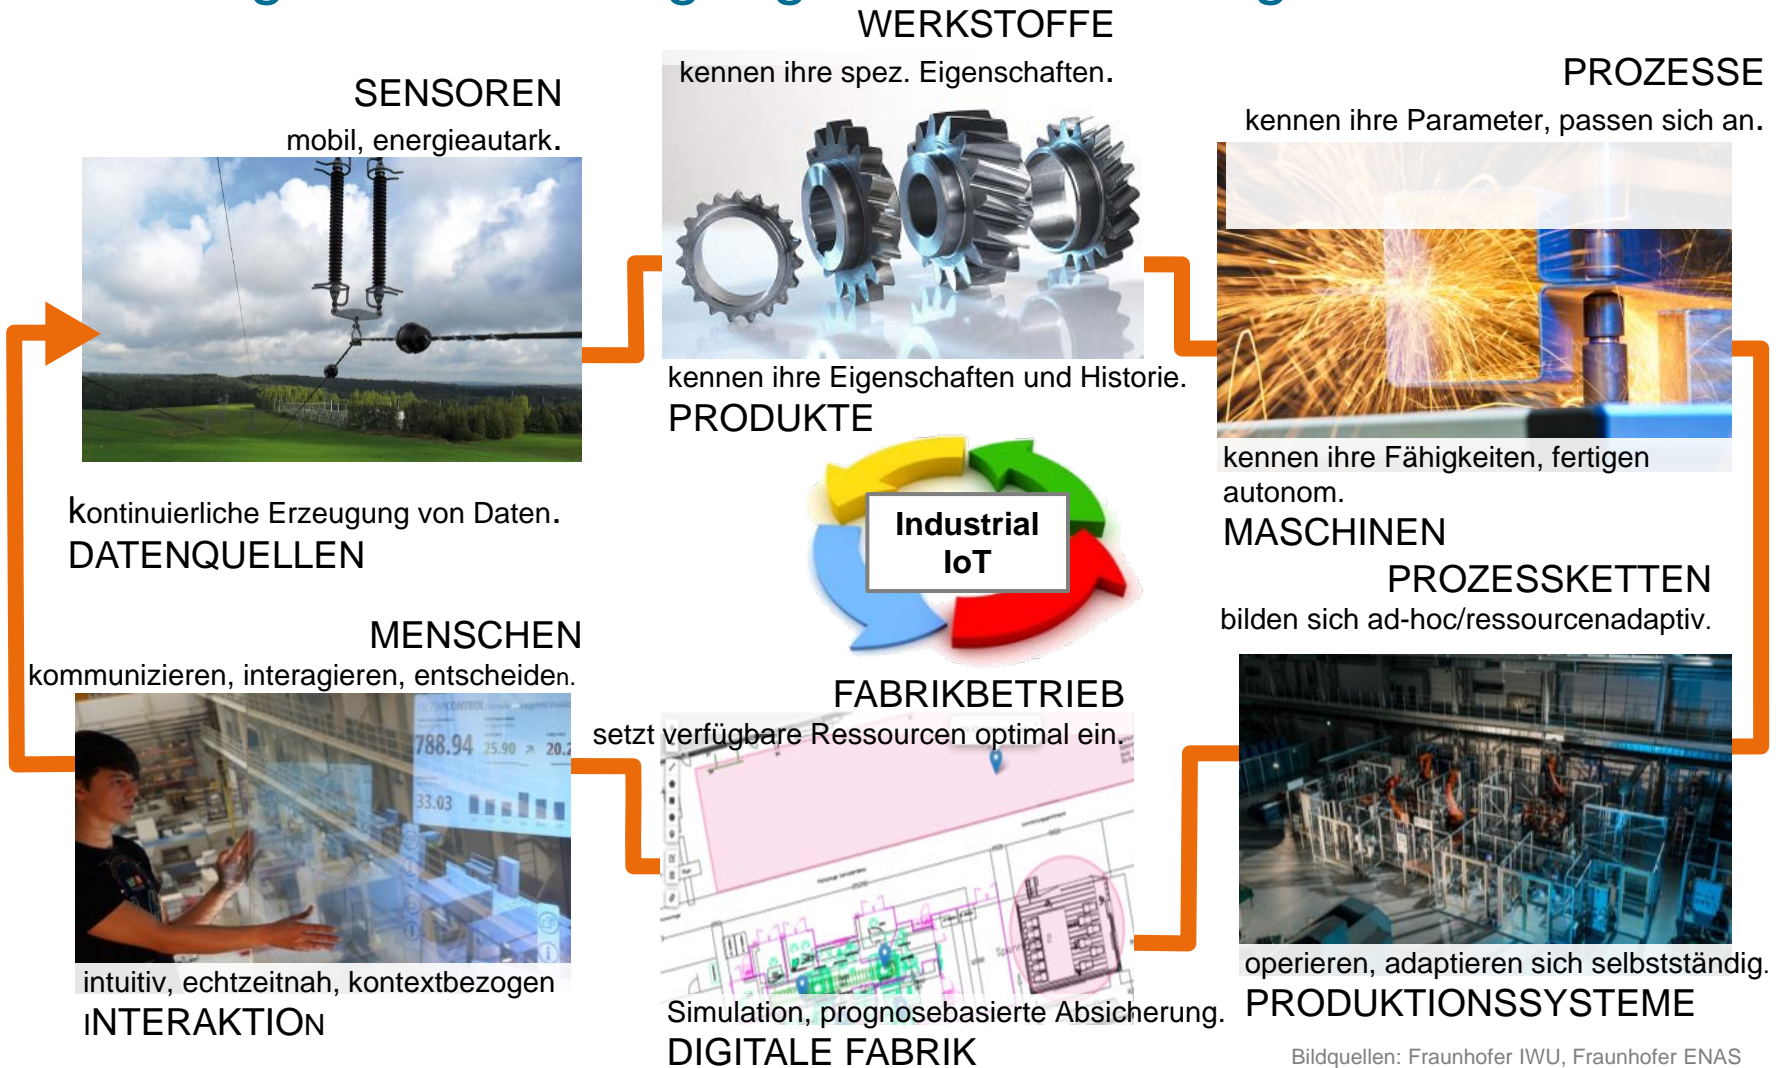 WERKSTOFFE
kennen ihre spez. Eigenschaften.
SENSOREN
mobil, energieautark.
PROZESSE
kennen ihre Parameter, passen sich an.
kennen ihre Eigenschaften und Historie.
PRODUKTE
kennen ihre Fähigkeiten, fertigen
autonom.
MASCHINEN
kontinuierliche Erzeugung von Daten.
DATENQUELLEN
Industrial
IoT
PROZESSKETTEN
bilden sich ad-hoc/ressourcenadaptiv.
MENSCHEN
kommunizieren, interagieren, entscheiden.
FABRIKBETRIEB
setzt verfügbare Ressourcen optimal ein.
788.94 25.90 20.2
33.03
intuitiv, echtzeitnah, kontextbezogen
INTERAKTION
Simulation, prognosebasierte Absicherung.
DIGITALE FABRIK
operieren, adaptieren sich selbstständig.
PRODUKTIONSSYSTEME
Bildquellen: Fraunhofer IWU, Fraunhofer ENAS